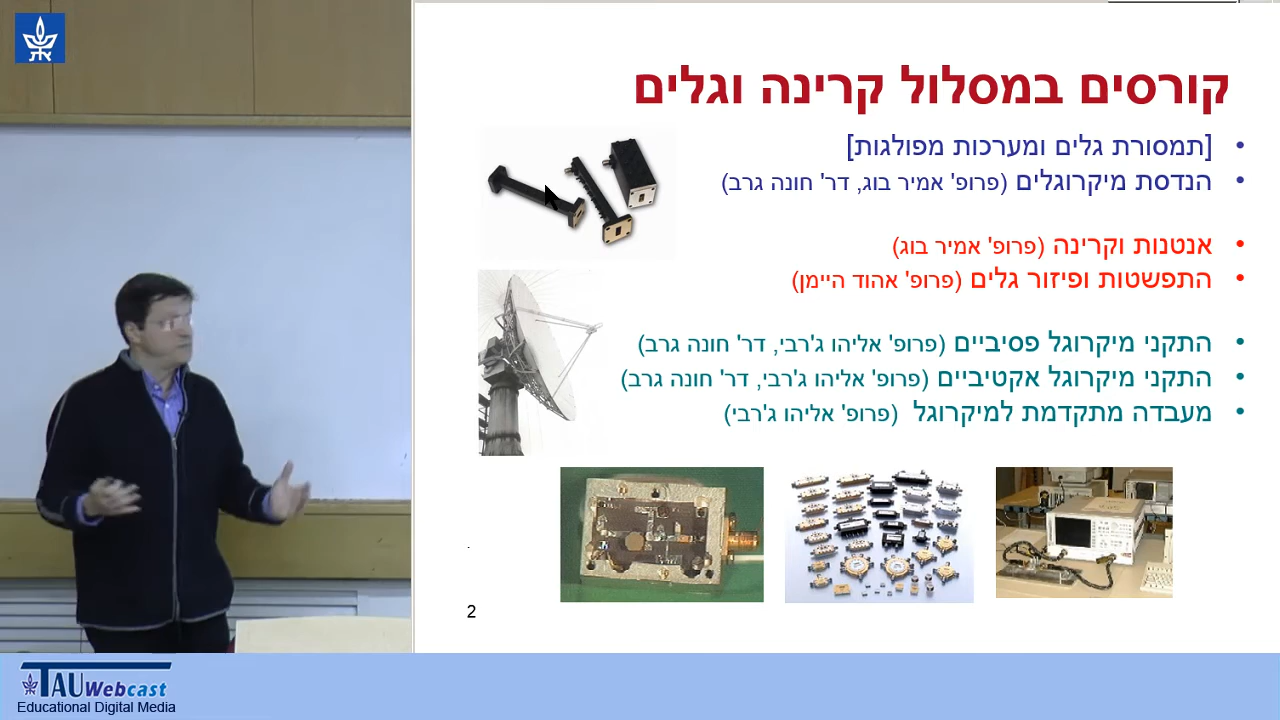 קורסים במסלול קרינה וגלים
• [תמסורת גלים ומערכות מפולגות]
• הנדסת מיקרוגלים (פרופ' אמיר בוג, דר' חונה גרב)
• אנטנות וקרינה (פרופ' אמיר בוג)
• התפשטות ופיזור גלים (פרופ' אהוד היימן)
• התקני מיקרוגל פסיביים (פרופ' אליהו ג'רבי, דר' חונה גרב)
• התקני מיקרוגל אקטיביים (פרופ' אליהו ג'רבי, דר' חונה גרב)
• מעבדה מתקדמת למיקרוגל (פרופ' אליהו ג'רבי)
2
TAU Webcast
Educational Digital Media